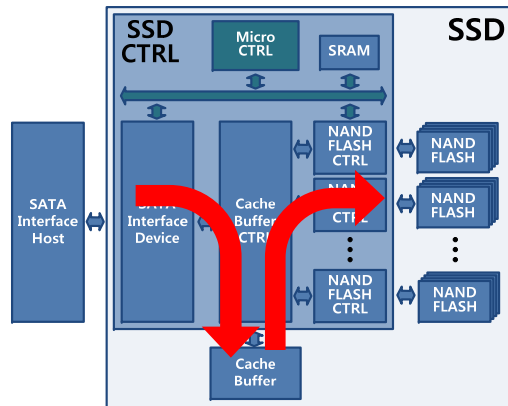 SSD
SSD
CTRL
Micro
CTRL
SRAM
SATA
Interface
Host
Interface
Device
Cache
Buffer
CTRL
NAND
FLASH
CTRL
CTRL
NAND
FLASH
CTRL
NAND
FLASH
NAND
FLASH
NAND
FLASH
Cache
Buffer